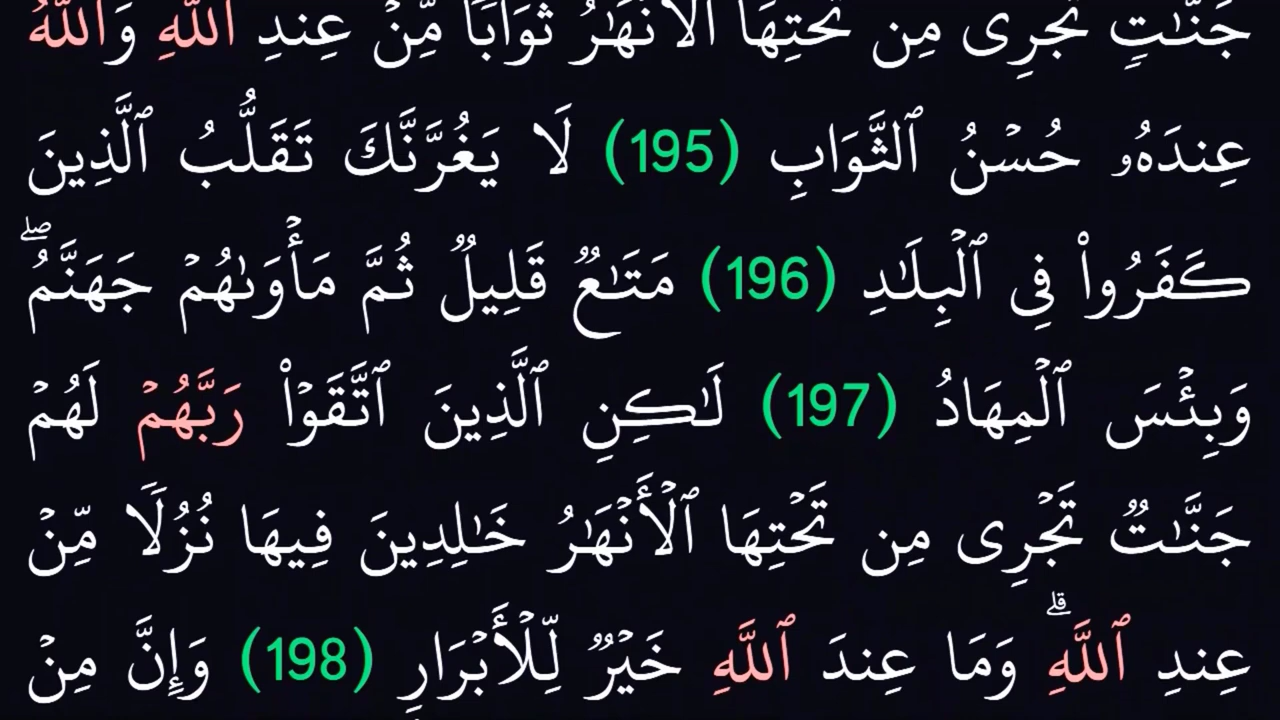 جَنَّـٰتٍ تَجْرِى مِن تَحْتِهَا ٱلْأَنْهَـٰرُ ثَوَابًا مِّنْ عِندِ ٱللَّهِ وَٱللَّهُ
عِندَهُۥ حُسْنُ ٱلثَّوَابِ (195) لَا يَغُرَّنَّكَ تَقَلُّبُ ٱلَّذِينَ
كَفَرُوا۟ فِى ٱلْبِلَـٰدِ (196) مَتَـٰعٌ قَلِيلٌ ثُمَّ مَأْوَىٰهُمْ جَهَنَّمُ ۖ
وَبِئْسَ ٱلْمِهَادُ (197) لَـٰكِنِ ٱلَّذِينَ ٱتَّقَوْا۟ رَبَّهُمْ لَهُمْ
جَنَّـٰتٌ تَجْرِى مِن تَحْتِهَا ٱلْأَنْهَـٰرُ خَـٰلِدِينَ فِيهَا نُزُلًا مِّنْ
عِندِ ٱللَّهِ ۗ وَمَا عِندَ ٱللَّهِ خَيْرٌ لِّلْأَبْرَارِ (198) وَإِنَّ مِنْ